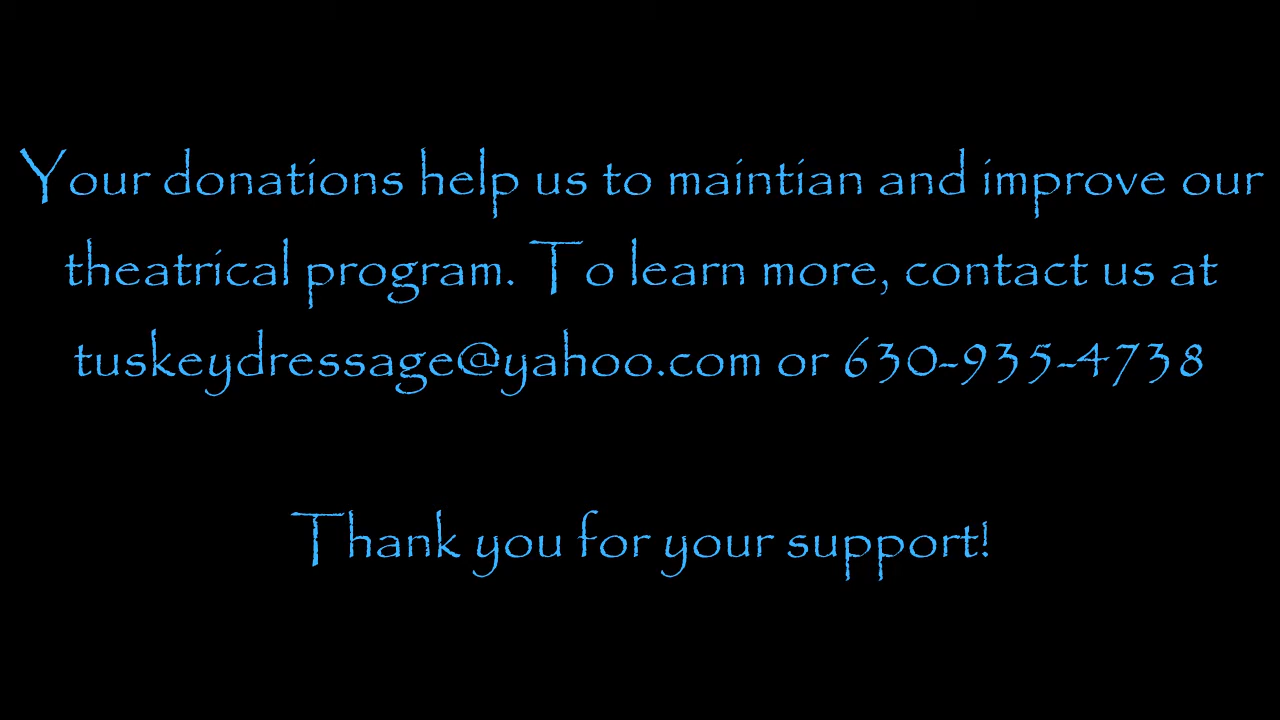 Your donations help us to maintian and improve our
theatrical program. To learn more, contact us at
tuskeydressage@yahoo.com or 630-935-4738
Thank you for your support!